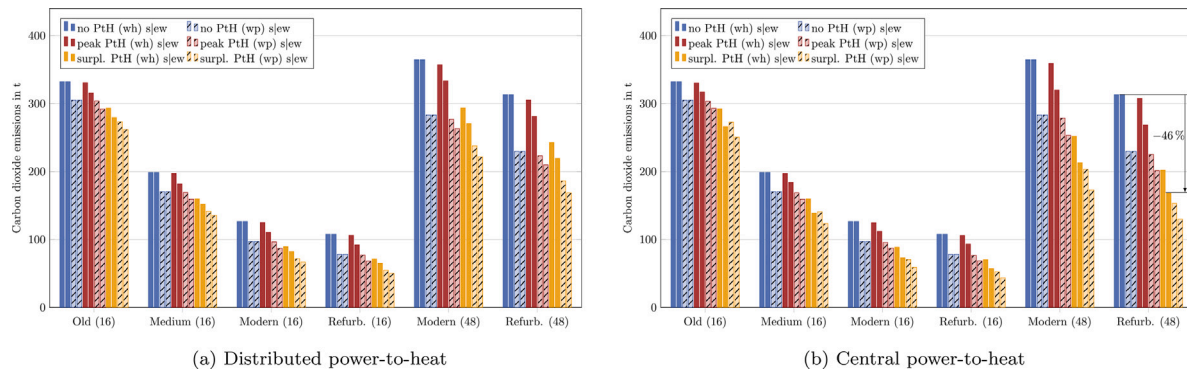 no PtH (wh) s|ew no PtH (wp) s|ew
peak PtH (wh) s|ew peak PtH (wp) s|ew
surpl. PtH (wh) s|ew surpl. PtH (wp) s|ew
Carbon dioxide emissions in t
400
300
200
100
0
Old (16) Medium (16) Modern (16) Refurb. (16) Modern (48) Refurb. (48)
(a) Distributed power-to-heat
no PtH (wh) s|ew no PtH (wp) s|ew
peak PtH (wh) s|ew peak PtH (wp) s|ew
surpl. PtH (wh) s|ew surpl. PtH (wp) s|ew
Carbon dioxide emissions in t
400
300
200
100
0
−46 %
Old (16) Medium (16) Modern (16) Refurb. (16) Modern (48) Refurb. (48)
(b) Central power-to-heat